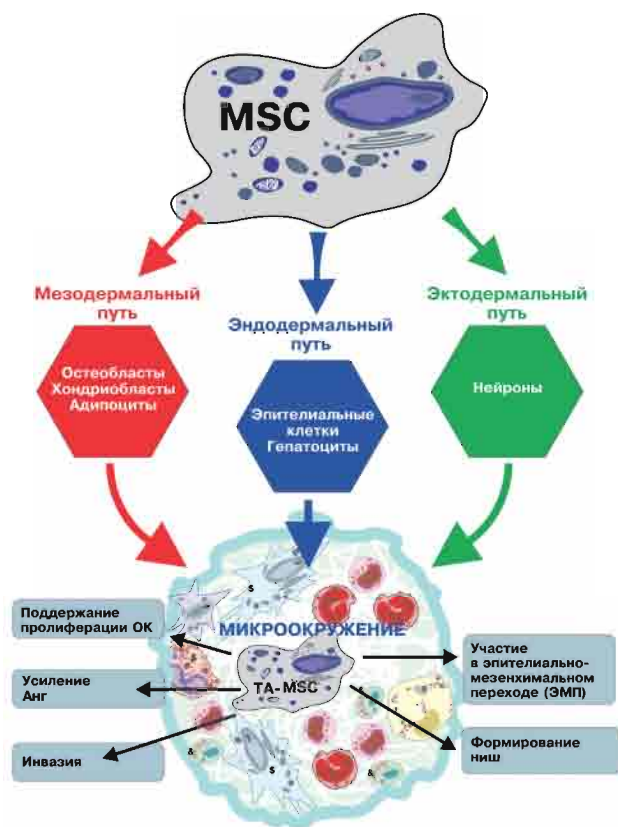 MSC
Мезодермальный
путь
Эндодермальный
путь
Эктодермальный
путь
Остеобласты
Хондриобласты
Адипоциты
Эпителиальные
клетки
Гепатоциты
Нейроны
$
МИКРООКРУЖЕНИЕ
Поддержание
пролиферации ОК
Усиление
Анг
Инвазия
&
TA-MSC
&
$
&
Участие
в эпителиально-
мезенхимальном
переходе (ЭМП)
Формирование
ниш